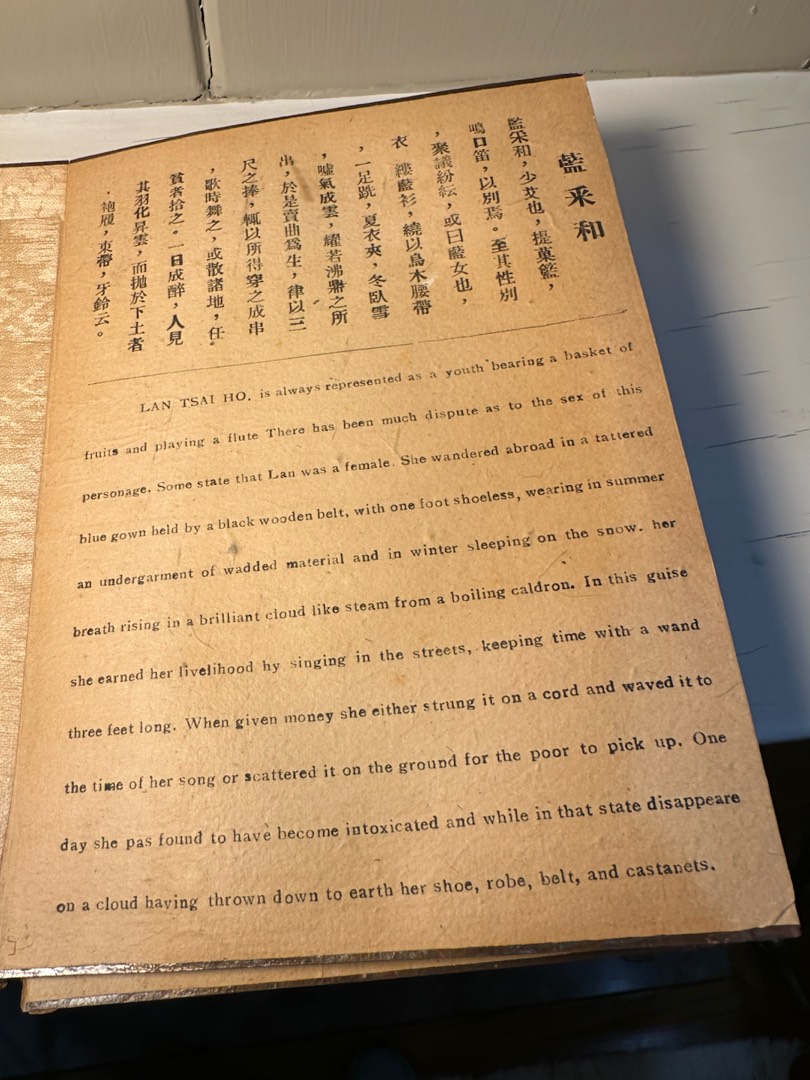 藍采和
藍采和，少艾也，提菓籃，
鳴口笛，以別焉。至其性別
，聚議紛紜，或曰藍女也，
衣 縷藍衫，繞以烏木腰帶
，一足跣，夏衣夾，冬臥雪
，噓氣成雲，耀若沸鼎之所
出，於是賣曲爲生，律以三
尺之捧，輒以所得穿之成串
，歌時舞之，或散諸地，任
貧者拾之。一日成醉，人見
其羽化昇雲，而拋於下土者
，袍履，束帶，牙鈴云。
LAN TSAI HO. is always represented as a youth bearing a basket of
fruits and playing a flute There has been much dispute as to the sex of this
personage. Some state that Lan was a female. She wandered abroad in a tattered
blue gown held by a black wooden belt, with one foot shoeless, wearing in summer
an undergarment of wadded material and in winter sleeping on the snow. her
breath rising in a brilliant cloud like steam from a boiling caldron. In this guise
she earned her livelihood by singing in the streets, keeping time with a wand
three feet long. When given money she either strung it on a cord and waved it to
the time of her song or scattered it on the ground for the poor to pick up. One
day she pas found to have become intoxicated and while in that state disappeare
on a cloud having thrown down to earth her shoe, robe, belt, and castanets.